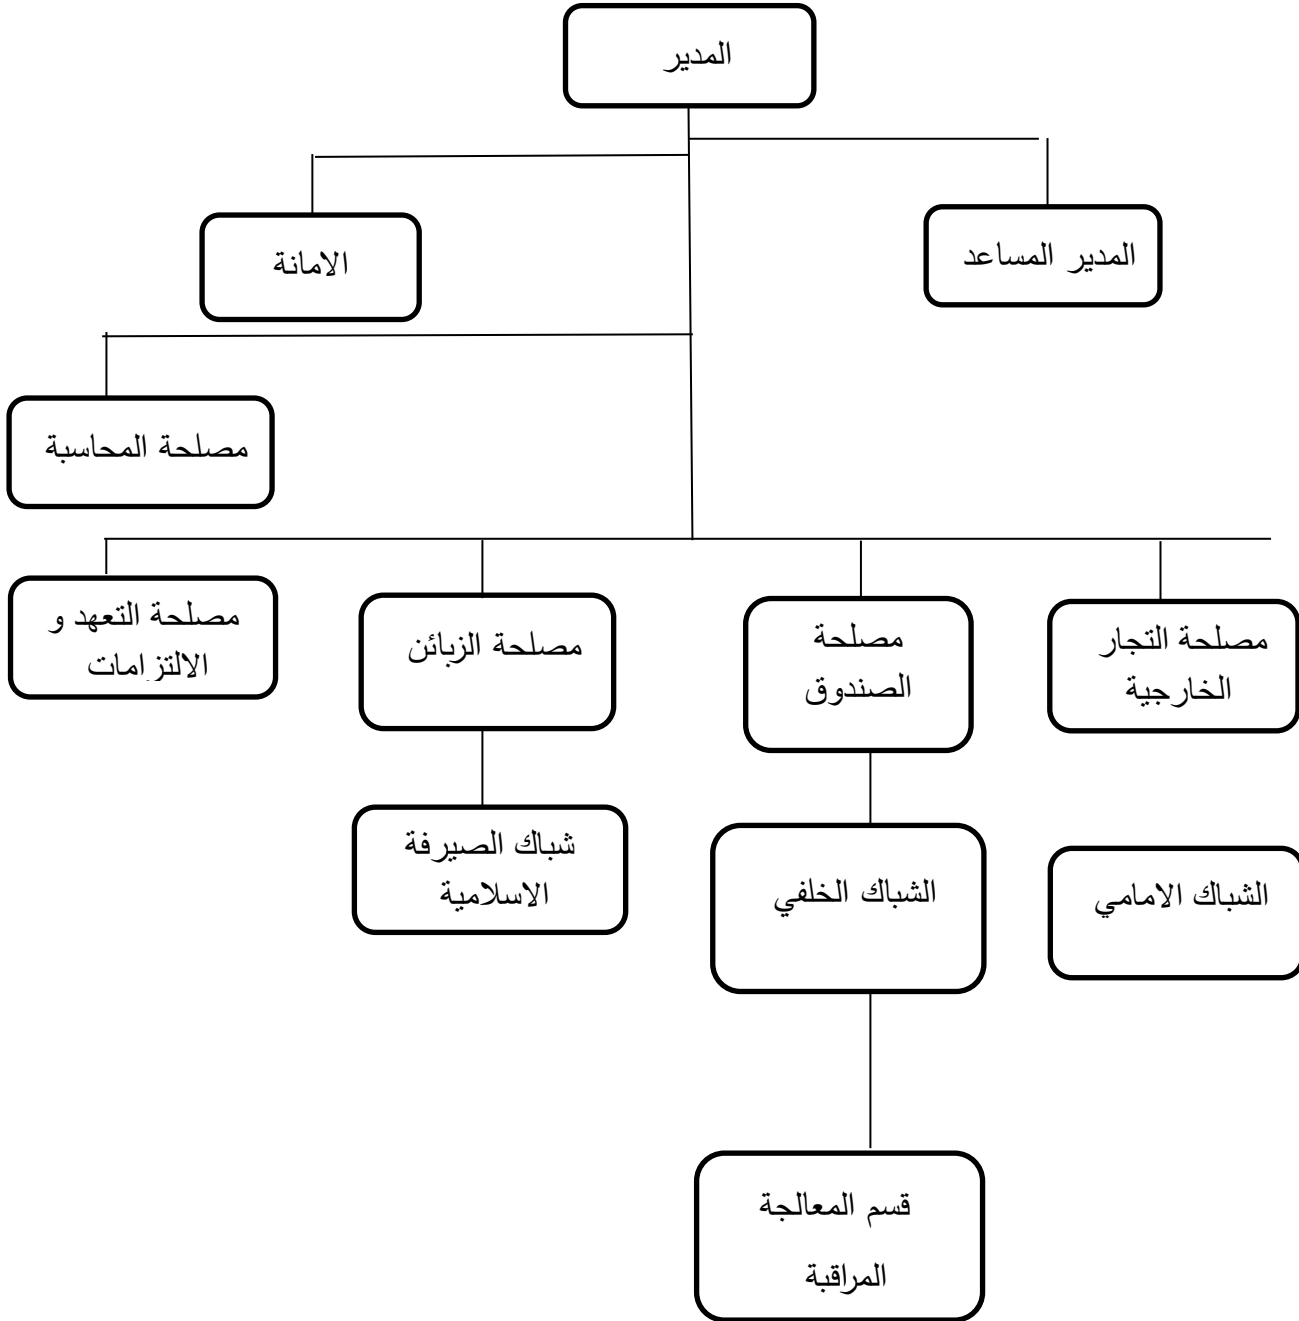 المدير
المدير المساعد
الامانة
مصلحة المحاسبة
مصلحة التجار
الخارجية
مصلحة
الصندوق
مصلحة الزبائن
مصلحة التعهد و
الالتزامات
الشباك الامامي
الشباك الخلفي
شباك الصيرفة
الاسلامية
قسم المعالجة
المراقبة